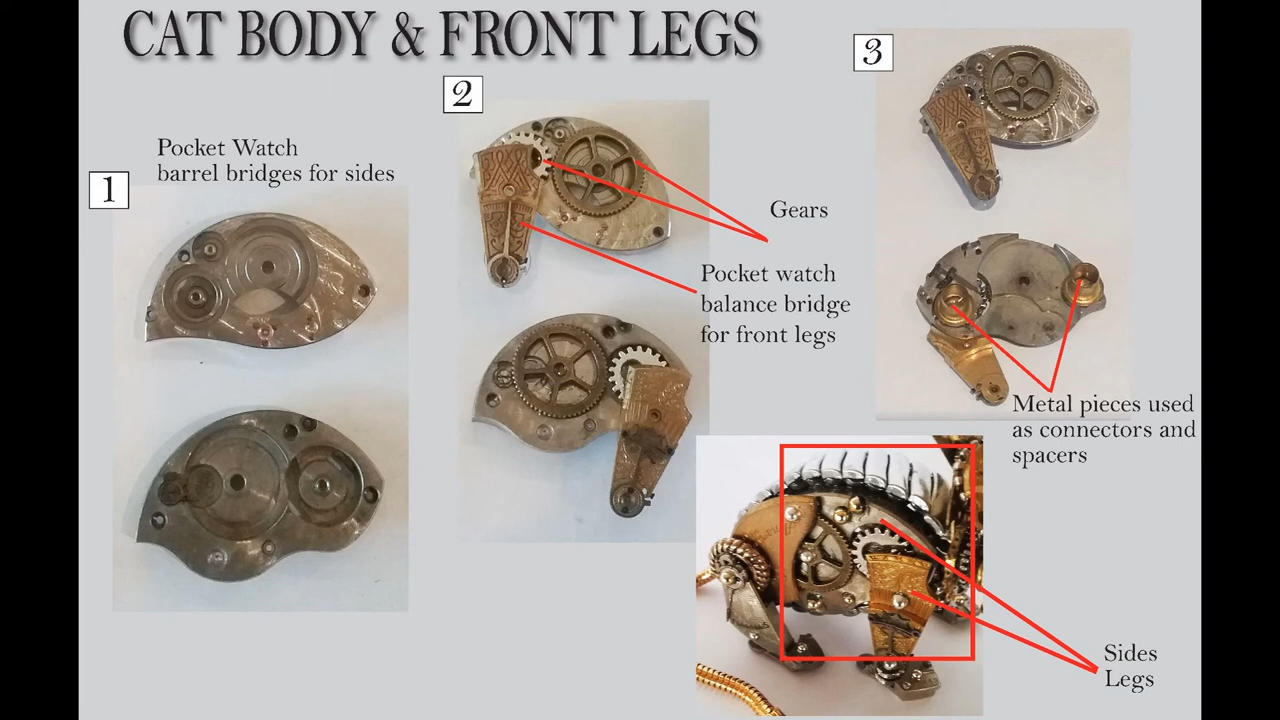 CAT BODY & FRONT LEGS
1
Pocket Watch
barrel bridges for sides
2
Gears
Pocket watch
balance bridge
for front legs
3
Metal pieces used
as connectors and
spacers
Sides
Legs